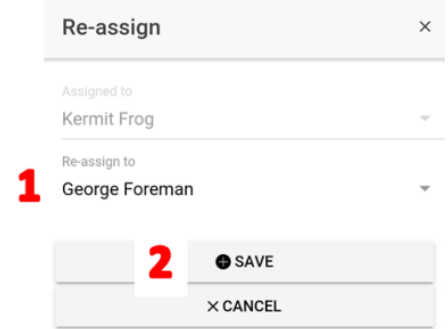 Re-assign ×
Assigned to
Kermit Frog
Re-assign to
1 George Foreman
2 SAVE
× CANCEL